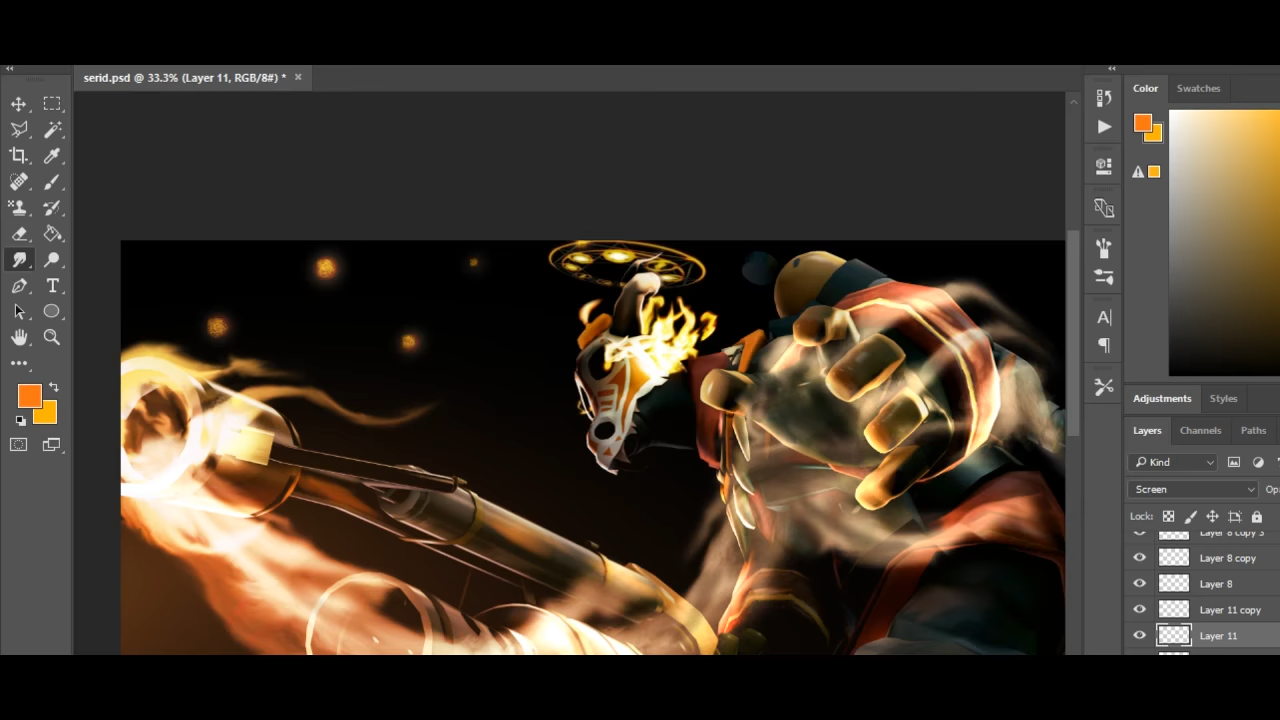 serid.psd @ 33.3% (Layer 11, RGB/8#) *
Color
Swatches
Adjustments
Styles
Layers
Channels
Paths
Kind
Screen
Op
Lock:
Layer 8 copy 3
Layer 8 copy
Layer 8
Layer 11 copy
Layer 11